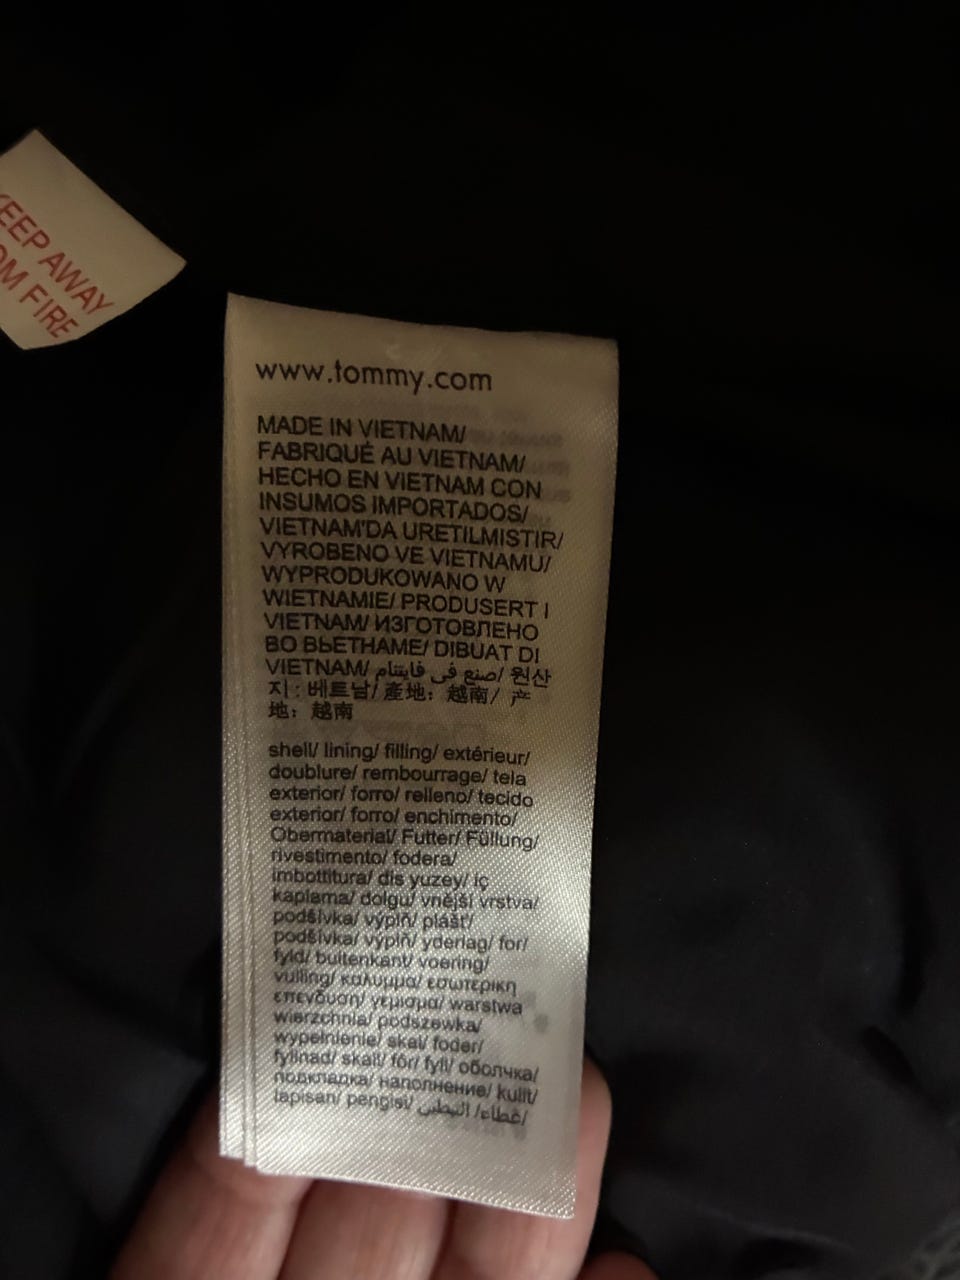 KEEP AWAY
FROM FIRE
www.tommy.com
MADE IN VIETNAM/
FABRIQUÉ AU VIETNAM/
HECHO EN VIETNAM CON
INSUMOS IMPORTADOS/
VIETNAM'DA URETILMISTIR/
VYROBENO VE VIETNAMU/
WYPRODUKOWANO W
WIETNAMIE/ PRODUSERT I
VIETNAM/ ИЗГОТОВЛЕНО
ВО ВЬЕТНАМЕ/ DIBUAT DI
VIETNAM/ صنع في فايتنام/ 원산
지: 베트남/ 產地: 越南/ 产
地: 越南
shell/ lining/ filling/ extérieur/
doublure/ rembourrage/ tela
exterior/ forro/ relleno/ tecido
exterior/ forro/ enchimento/
Obermaterial/ Futter/ Füllung/
rivestimento/ fodera/
imbottitura/ dis yuzey/ iç
kaplama/ dolgu/ vnější vrstva/
podšívka/ výplň/ plášť/
podšívka/ výplň/ yderlag/ for/
fyld/ buitenkant/ voering/
vulling/ καλυμμα/ εσωτερικη
επενδυση/ γεμισμα/ warstwa
wierzchnia/ podszewka/
wypełnienie/ skal/ foder/
fyllnad/ skall/ fôr/ fyll/ оболчка/
подкладка/ наполнение/ kulit/
lapisan/ pengisi/ غطاء/ التبطين/